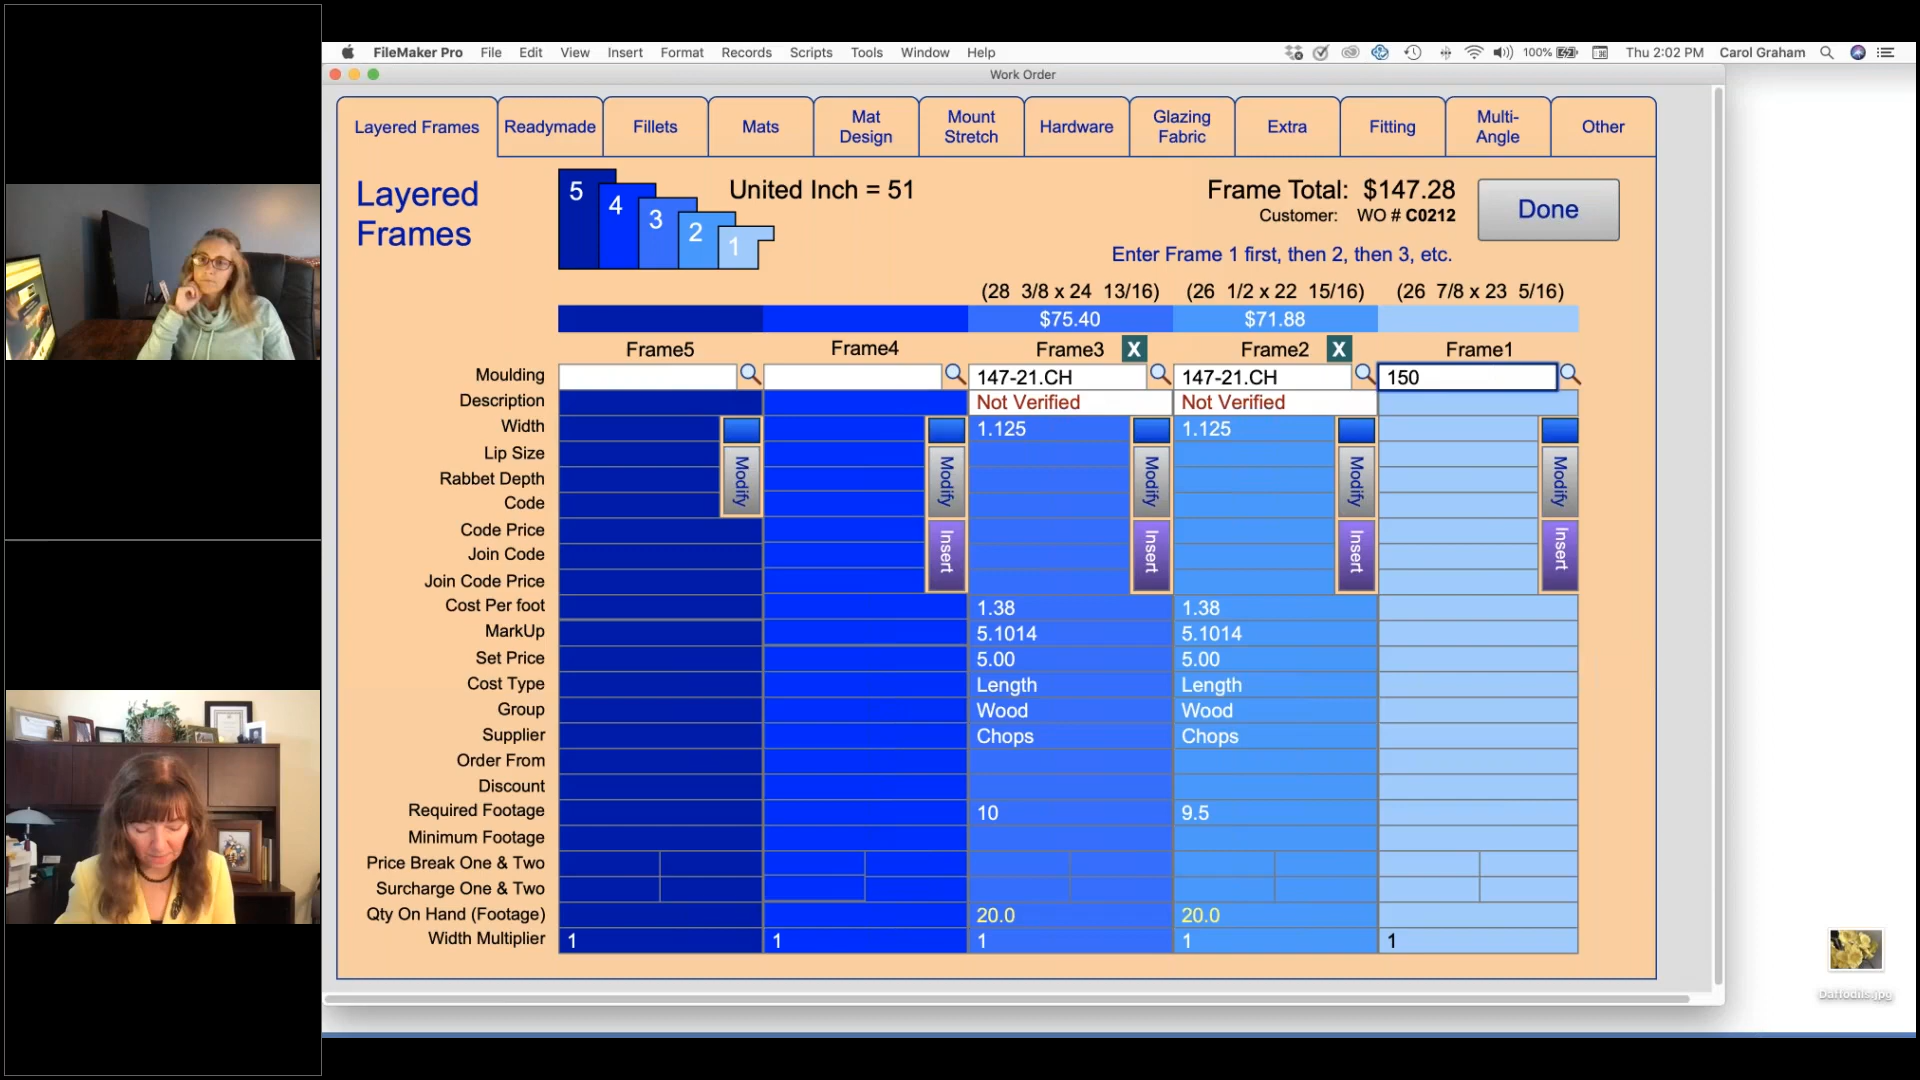 FileMaker Pro File Edit View Insert Format Records Scripts Tools Window Help 100% Thu 2:02 PM Carol Graham
Work Order
Layered Frames Readymade Fillets Mats Mat Design Mount Stretch Hardware Glazing Fabric Extra Fitting Multi-Angle Other
Layered
Frames
5 4 3 2 1
United Inch = 51
Frame Total: $147.28
Customer: WO # C0212
Done
Enter Frame 1 first, then 2, then 3, etc.
(28 3/8 x 24 13/16) (26 1/2 x 22 15/16) (26 7/8 x 23 5/16)
$75.40 $71.88
Frame5 Frame4 Frame3 X Frame2 X Frame1
Moulding 147-21.CH 147-21.CH 150
Description Not Verified Not Verified
Width 1.125 1.125
Lip Size
Modify Modify Modify Modify Modify
Rabbet Depth
Code
Code Price
Join Code
Insert Insert Insert Insert
Join Code Price
Cost Per foot 1.38 1.38
MarkUp 5.1014 5.1014
Set Price 5.00 5.00
Cost Type Length Length
Group Wood Wood
Supplier Chops Chops
Order From
Discount
Required Footage 10 9.5
Minimum Footage
Price Break One & Two
Surcharge One & Two
Qty On Hand (Footage) 20.0 20.0
Width Multiplier 1 1 1 1 1
Daffodils.jpg